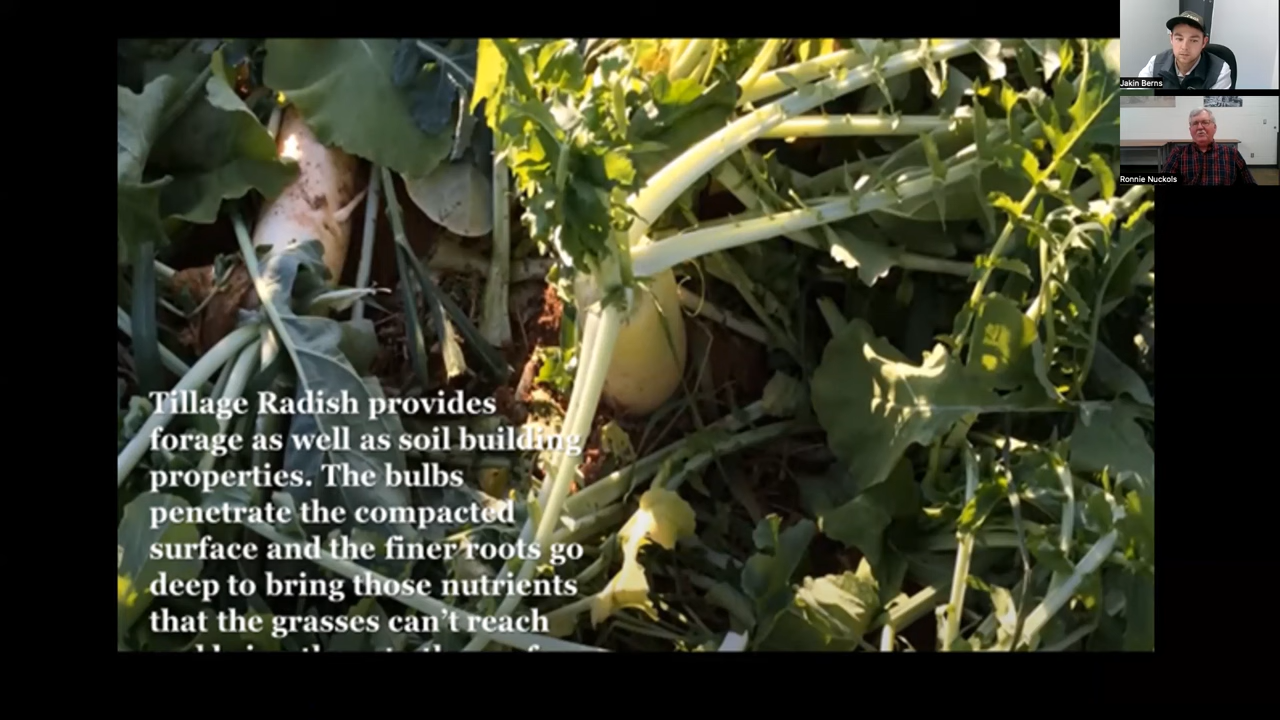 Jakin Berns
Ronnie Nuckols
Tillage Radish provides
forage as well as soil building
properties. The bulbs
penetrate the compacted
surface and the finer roots go
deep to bring those nutrients
that the grasses can't reach